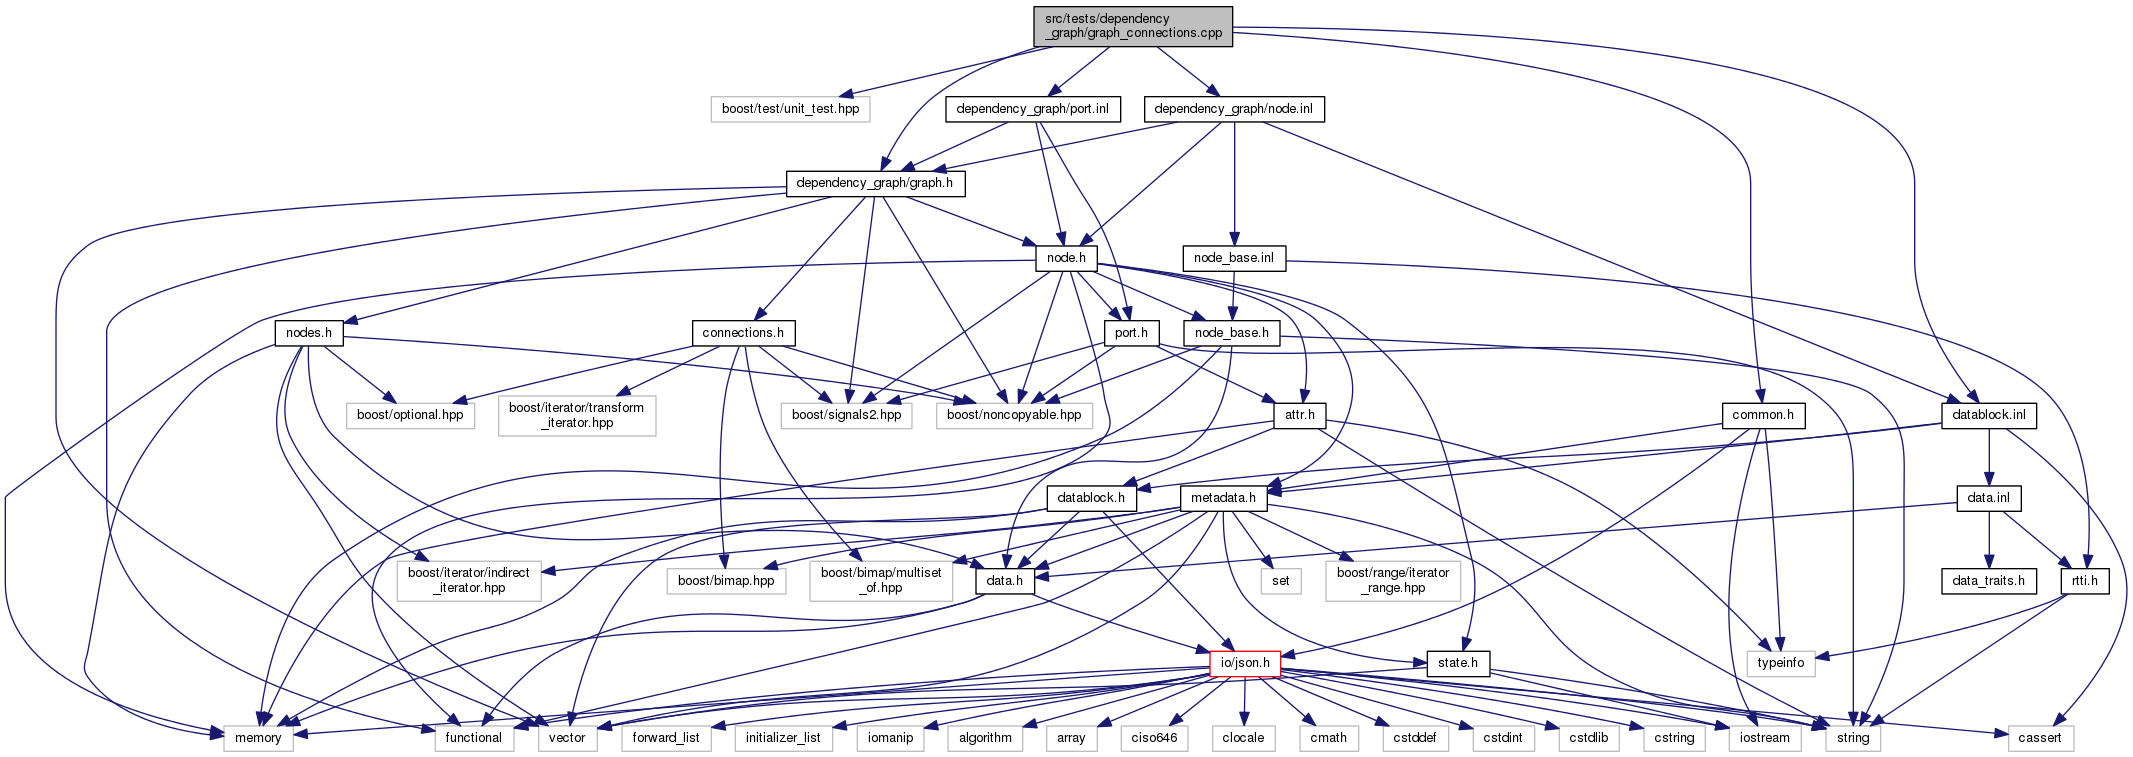 src/tests/dependency
_graph/graph_connections.cpp
boost/test/unit_test.hpp
dependency_graph/port.inl
dependency_graph/node.inl
dependency_graph/graph.h
node.h
node_base.inl
nodes.h
connections.h
port.h
node_base.h
boost/optional.hpp
boost/iterator/transform
_iterator.hpp
boost/signals2.hpp
boost/noncopyable.hpp
attr.h
common.h
datablock.inl
datablock.h
metadata.h
data.inl
boost/iterator/indirect
_iterator.hpp
boost/bimap.hpp
boost/bimap/multiset
_of.hpp
data.h
set
boost/range/iterator
_range.hpp
data_traits.h
rtti.h
io/json.h
state.h
typeinfo
memory
functional
vector
forward_list
initializer_list
iomanip
algorithm
array
ciso646
clocale
cmath
cstddef
cstdint
cstdlib
cstring
iostream
string
cassert